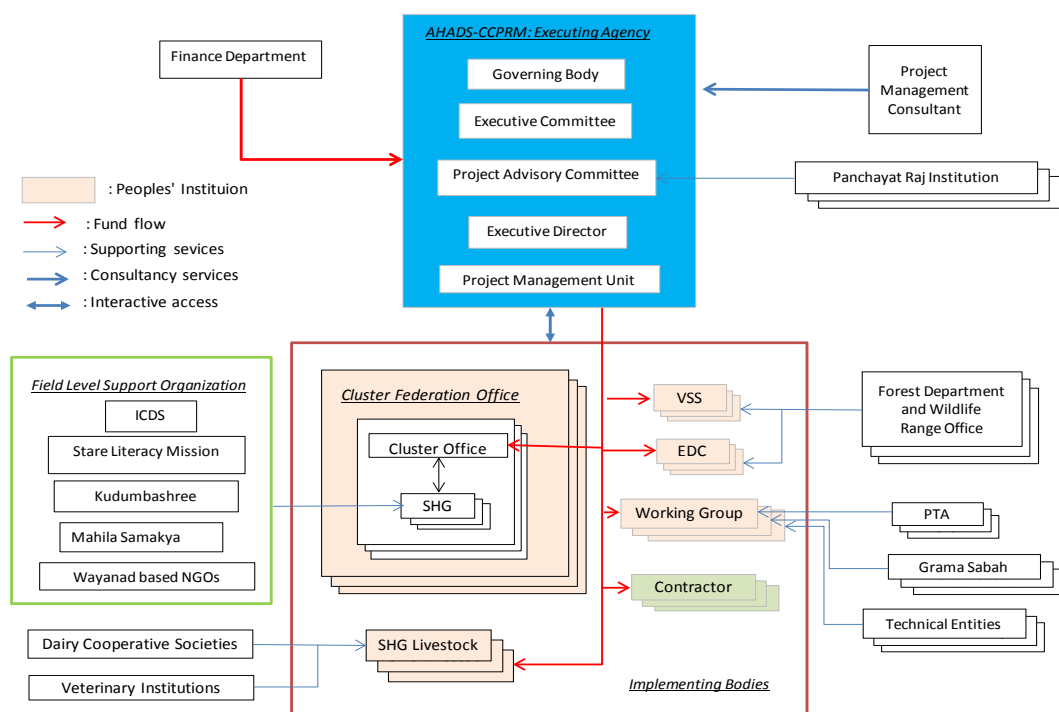 AHADS-CCPRM: Executing Agency
Finance Department
Governing Body
Project
Management
Consultant
Executive Committee
Project Advisory Committee
Panchayat Raj Institution
: Peoples' Instituion
: Fund flow
Executive Director
: Supporting sevices
: Consultancy services
Project Management Unit
: Interactive access
Field Level Support Organization
ICDS
Stare Literacy Mission
Kudumbashree
Mahila Samakya
Wayanad based NGOs
Cluster Federation Office
Cluster Office
SHG
VSS
EDC
Working Group
Contractor
Forest Department
and Wildlife
Range Office
PTA
Grama Sabah
Technical Entities
Dairy Cooperative Societies
Veterinary Institutions
SHG Livestock
Implementing Bodies